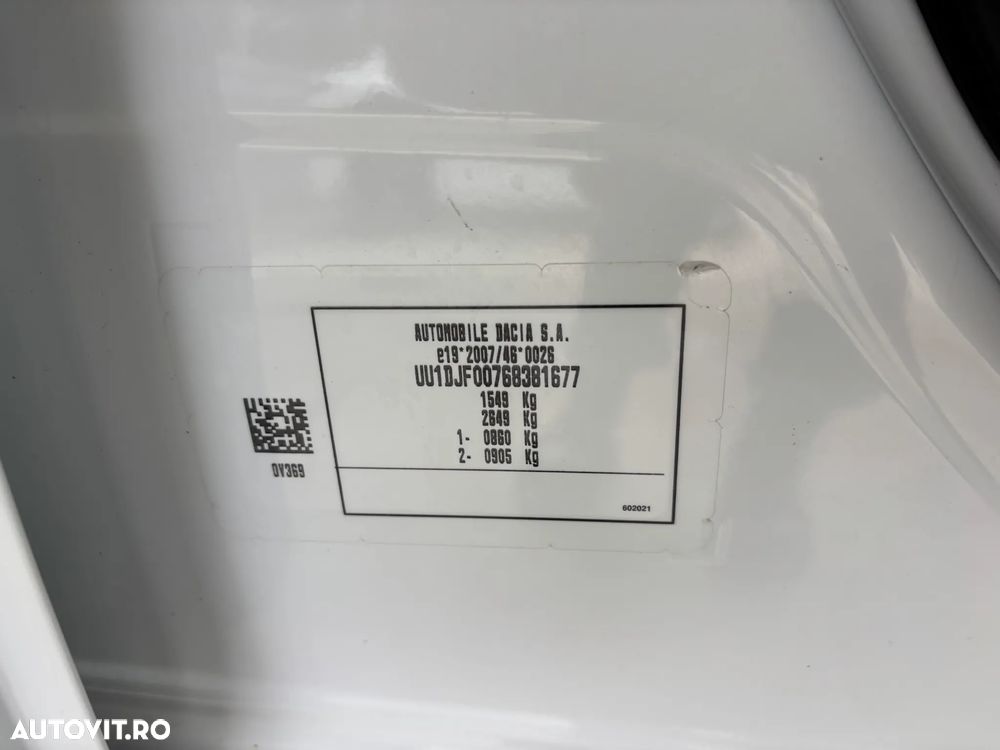 AUTOMOBILE DACIA S.A.
e19*2007/46*0026
UU1DJF00768381677
1549 Kg
2649 Kg
1- 0860 Kg
2- 0905 Kg
DV369
602021
AUTOVIT.RO